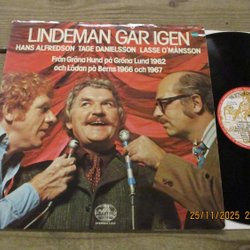 LINDEMAN GÅR IGEN
HANS ALFREDSON TAGE DANIELSSON LASSE O'MÅNSSON
Från Gröna Hund på Gröna Lund 1962
och Lådan på Berns 1966 och 1967
25/11/2025